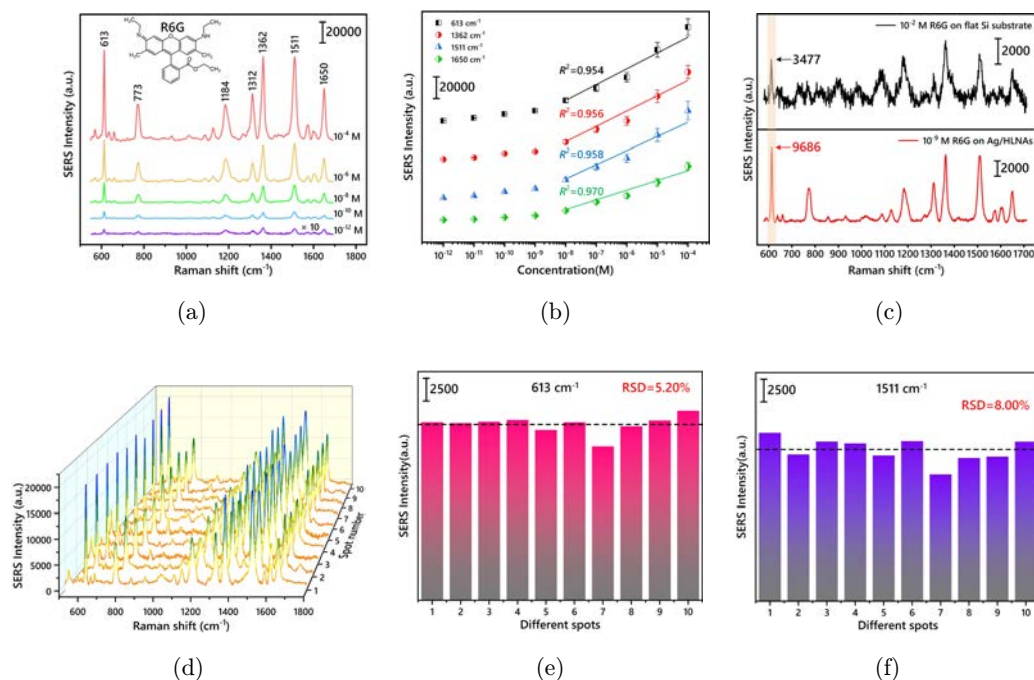 R6G
20000
613
773
1184
1312
1362
1511
1650
10⁻⁴ M
10⁻⁶ M
10⁻⁸ M
10⁻¹⁰ M
× 10
10⁻¹² M
SERS Intensity (a.u.)
600 800 1000 1200 1400 1600 1800
Raman shift (cm⁻¹)
(a)
613 cm⁻¹
1362 cm⁻¹
1511 cm⁻¹
1650 cm⁻¹
20000
R²=0.954
R²=0.956
R²=0.958
R²=0.970
SERS Intensity (a.u.)
10⁻¹² 10⁻¹¹ 10⁻¹⁰ 10⁻⁹ 10⁻⁸ 10⁻⁷ 10⁻⁶ 10⁻⁵ 10⁻⁴
Concentration(M)
(b)
10⁻² M R6G on flat Si substrate
3477
2000
10⁻⁹ M R6G on Ag/HLNAs
9686
2000
SERS Intensity (a.u.)
600 700 800 900 1000 1100 1200 1300 1400 1500 1600 1700
Raman shift (cm⁻¹)
(c)
SERS Intensity (a.u.)
20000
15000
10000
5000
0
600 800 1000 1200 1400 1600 1800
Raman shift (cm⁻¹)
1 2 3 4 5 6 7 8 9 10
Spot number
(d)
2500
613 cm⁻¹
RSD=5.20%
SERS Intensity(a.u.)
1 2 3 4 5 6 7 8 9 10
Different spots
(e)
2500
1511 cm⁻¹
RSD=8.00%
SERS Intensity(a.u.)
1 2 3 4 5 6 7 8 9 10
Different spots
(f)